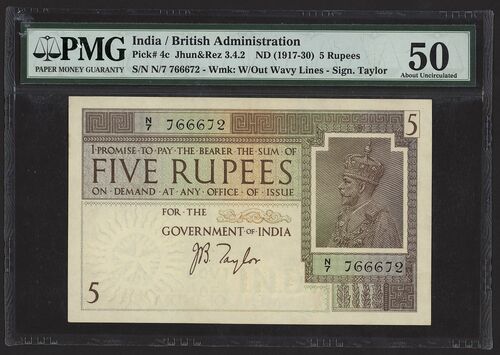 PMG
PAPER MONEY GUARANTY
India / British Administration
Pick# 4c Jhun&Rez 3.4.2 ND (1917-30) 5 Rupees
S/N N/7 766672 - Wmk: W/Out Wavy Lines - Sign. Taylor
50
About Uncirculated
N/7 766672
5
I PROMISE TO PAY THE BEARER THE SUM OF
FIVE RUPEES
ON DEMAND AT ANY OFFICE OF ISSUE
FOR THE
GOVERNMENT OF INDIA
J.B. Taylor
N/7 766672
5